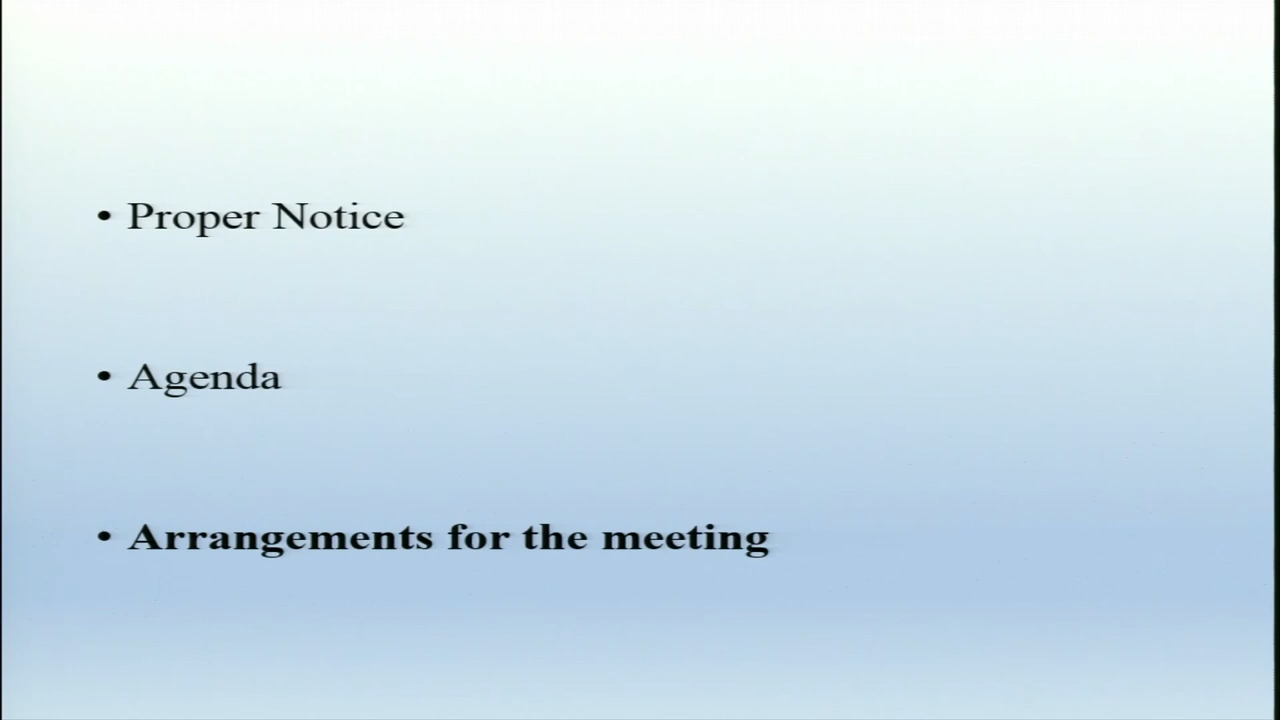 • Proper Notice
• Agenda
• Arrangements for the meeting